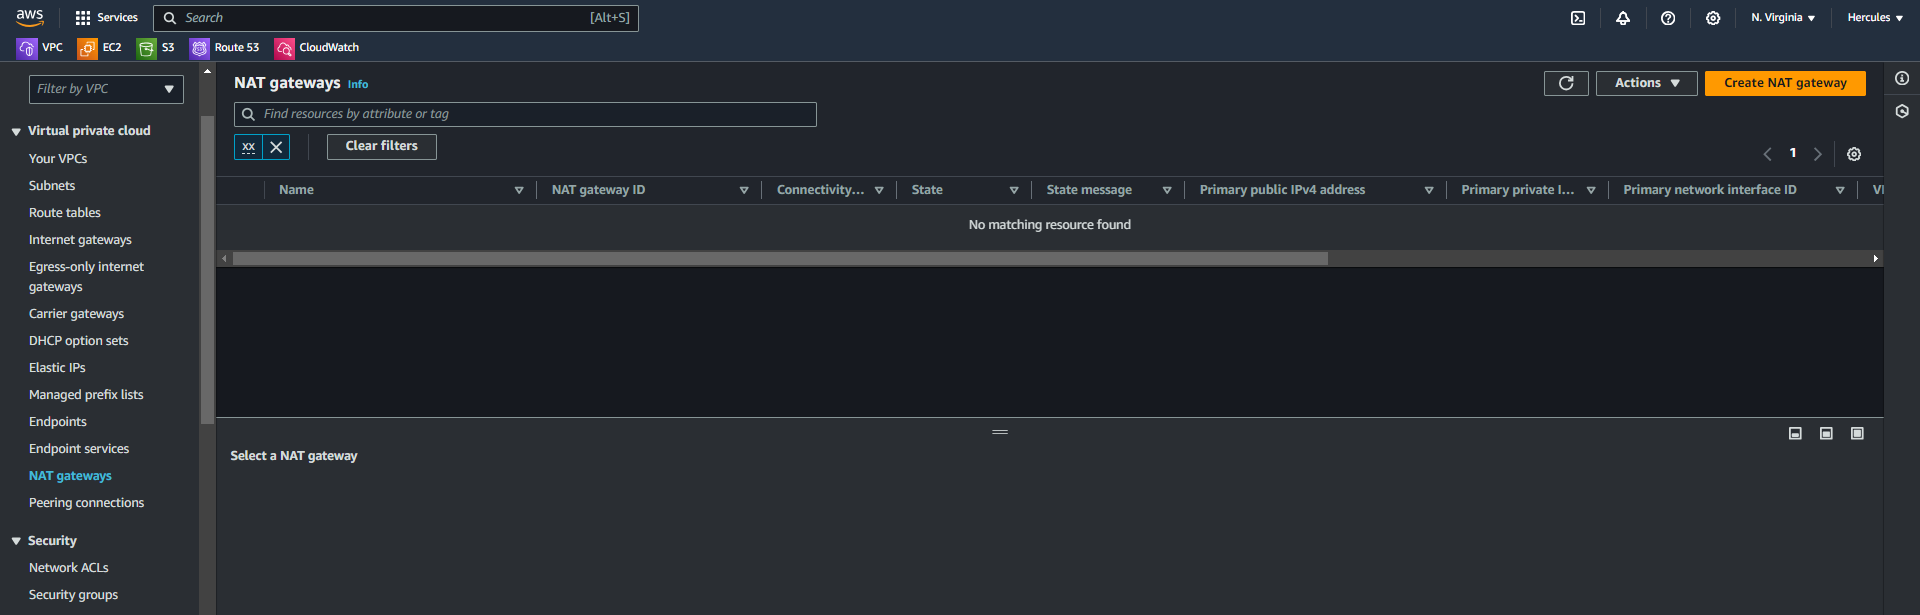 aws Services Search [Alt+S] N. Virginia Hercules
VPC EC2 S3 Route 53 CloudWatch
Filter by VPC
Virtual private cloud
Your VPCs
Subnets
Route tables
Internet gateways
Egress-only internet
gateways
Carrier gateways
DHCP option sets
Elastic IPs
Managed prefix lists
Endpoints
Endpoint services
NAT gateways
Peering connections
Security
Network ACLs
Security groups
NAT gateways Info
Actions Create NAT gateway
Find resources by attribute or tag
xx Clear filters
1
Name NAT gateway ID Connectivity... State State message Primary public IPv4 address Primary private I... Primary network interface ID
No matching resource found
Select a NAT gateway